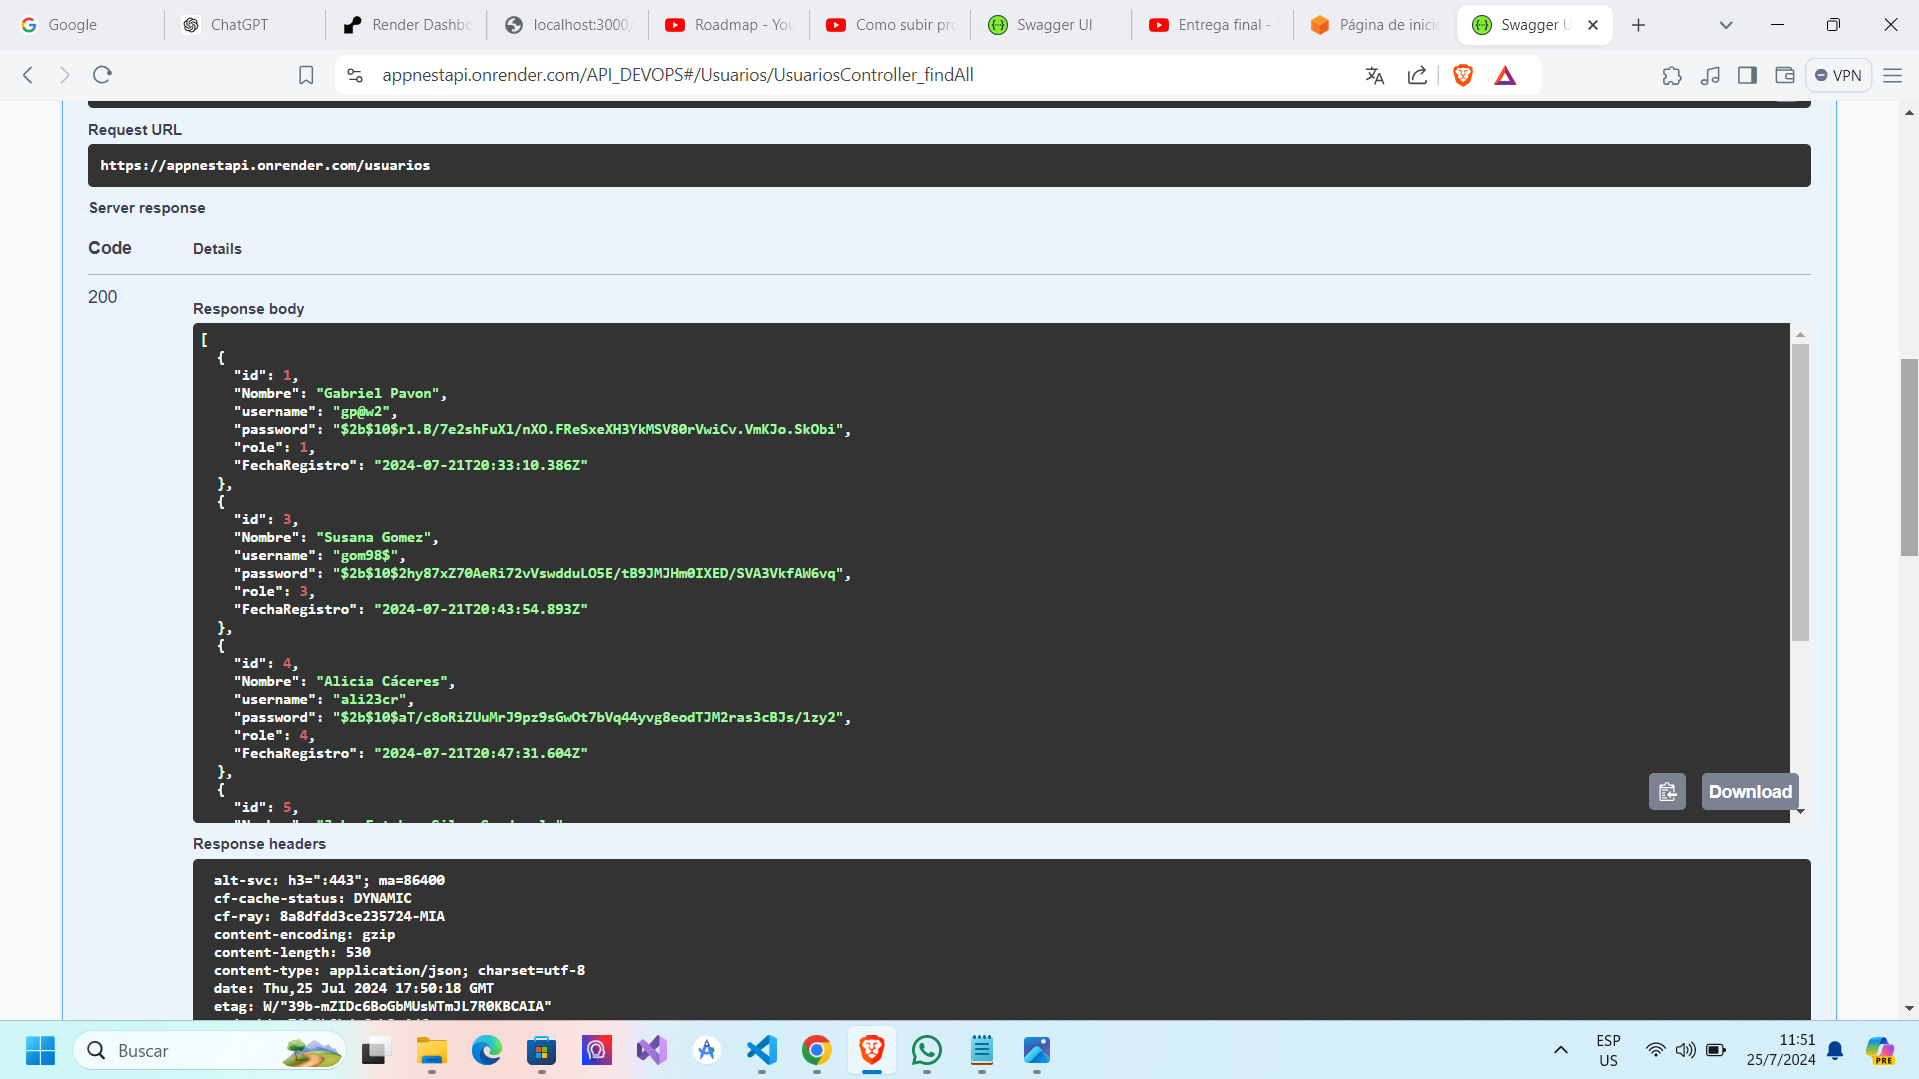 Google
ChatGPT
Render Dashbo
localhost:3000/
Roadmap - You
Como subir pro
Swagger UI
Entrega final -
Página de inicio
Swagger U
appnestapi.onrender.com/API_DEVOPS#/Usuarios/UsuariosController_findAll
VPN
Request URL
https://appnestapi.onrender.com/usuarios
Server response
Code Details
200
Response body
[
{
"id": 1,
"Nombre": "Gabriel Pavon",
"username": "gp@w2",
"password": "$2b$10$r1.B/7e2shFuXl/nXO.FReSxeXH3YkMSV80rVwiCv.VmKJo.SkObi",
"role": 1,
"FechaRegistro": "2024-07-21T20:33:10.386Z"
},
{
"id": 3,
"Nombre": "Susana Gomez",
"username": "gom98$",
"password": "$2b$10$2hy87xZ70AeRi72vVswdduLO5E/tB9JMJHm0IXED/SVA3VkfAW6vq",
"role": 3,
"FechaRegistro": "2024-07-21T20:43:54.893Z"
},
{
"id": 4,
"Nombre": "Alicia Cáceres",
"username": "ali23cr",
"password": "$2b$10$aT/c8oRiZUuMrJ9pz9sGwOt7bVq44yvg8eodTJM2ras3cBJs/1zy2",
"role": 4,
"FechaRegistro": "2024-07-21T20:47:31.604Z"
},
{
"id": 5,
Download
Response headers
alt-svc: h3=":443"; ma=86400
cf-cache-status: DYNAMIC
cf-ray: 8a8dfdd3ce235724-MIA
content-encoding: gzip
content-length: 530
content-type: application/json; charset=utf-8
date: Thu,25 Jul 2024 17:50:18 GMT
etag: W/"39b-mZIDc6BoGbMUsWTmJL7R0KBCAIA"
Buscar
ESP
US
11:51
25/7/2024
PRE